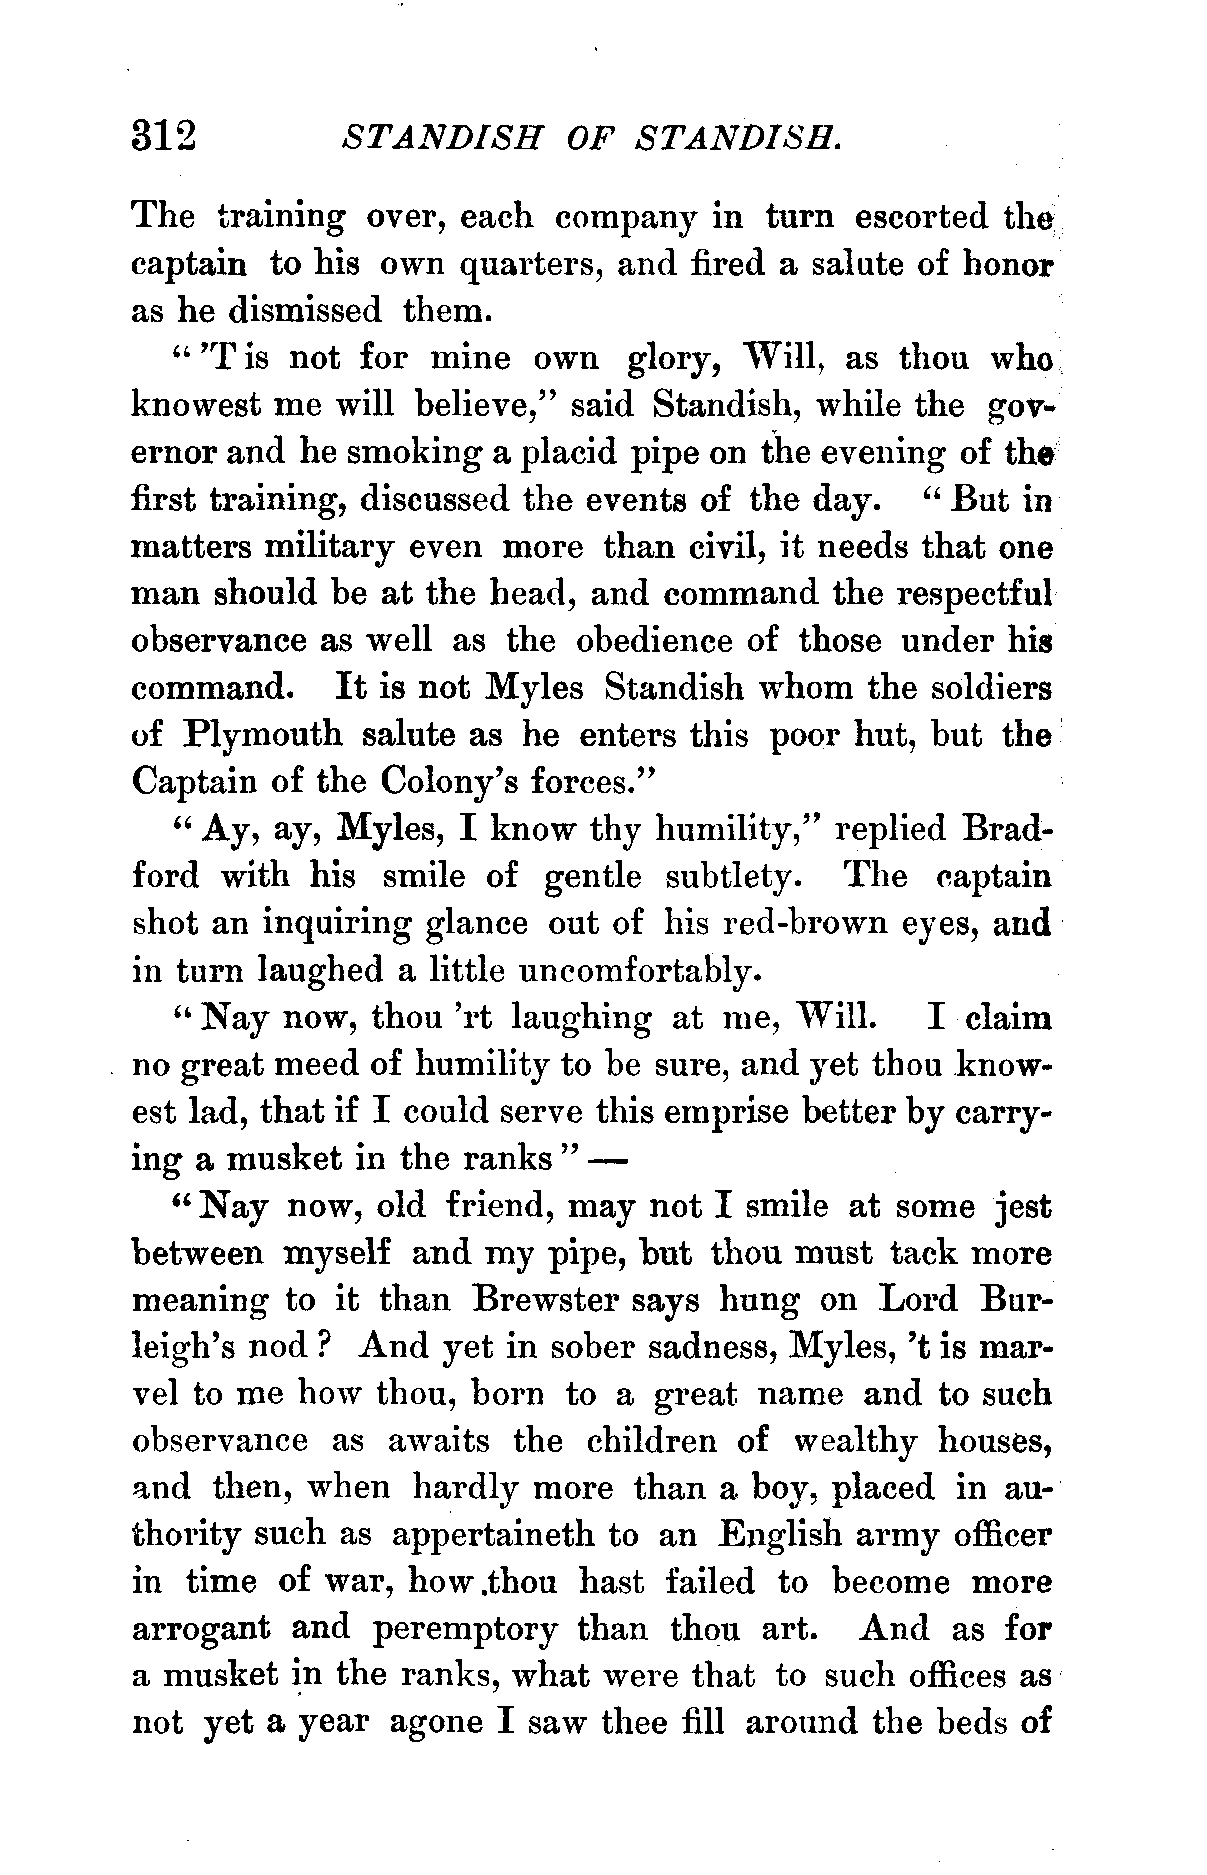 312 STANDISH OF STANDISH.
The training over, each company in turn escorted the
captain to his own quarters, and fired a salute of honor
as he dismissed them.
" 'T is not for mine own glory, Will, as thou who
knowest me will believe," said Standish, while the gov-
ernor and he smoking a placid pipe on the evening of the
first training, discussed the events of the day. " But in
matters military even more than civil, it needs that one
man should be at the head, and command the respectful
observance as well as the obedience of those under his
command. It is not Myles Standish whom the soldiers
of Plymouth salute as he enters this poor hut, but the
Captain of the Colony's forces."
" Ay, ay, Myles, I know thy humility," replied Brad-
ford with his smile of gentle subtlety. The captain
shot an inquiring glance out of his red-brown eyes, and
in turn laughed a little uncomfortably.
" Nay now, thou 'rt laughing at me, Will. I claim
no great meed of humility to be sure, and yet thou know-
est lad, that if I could serve this emprise better by carry-
ing a musket in the ranks " —
" Nay now, old friend, may not I smile at some jest
between myself and my pipe, but thou must tack more
meaning to it than Brewster says hung on Lord Bur-
leigh's nod ? And yet in sober sadness, Myles, 't is mar-
vel to me how thou, born to a great name and to such
observance as awaits the children of wealthy houses,
and then, when hardly more than a boy, placed in au-
thority such as appertaineth to an English army officer
in time of war, how thou hast failed to become more
arrogant and peremptory than thou art. And as for
a musket in the ranks, what were that to such offices as
not yet a year agone I saw thee fill around the beds of